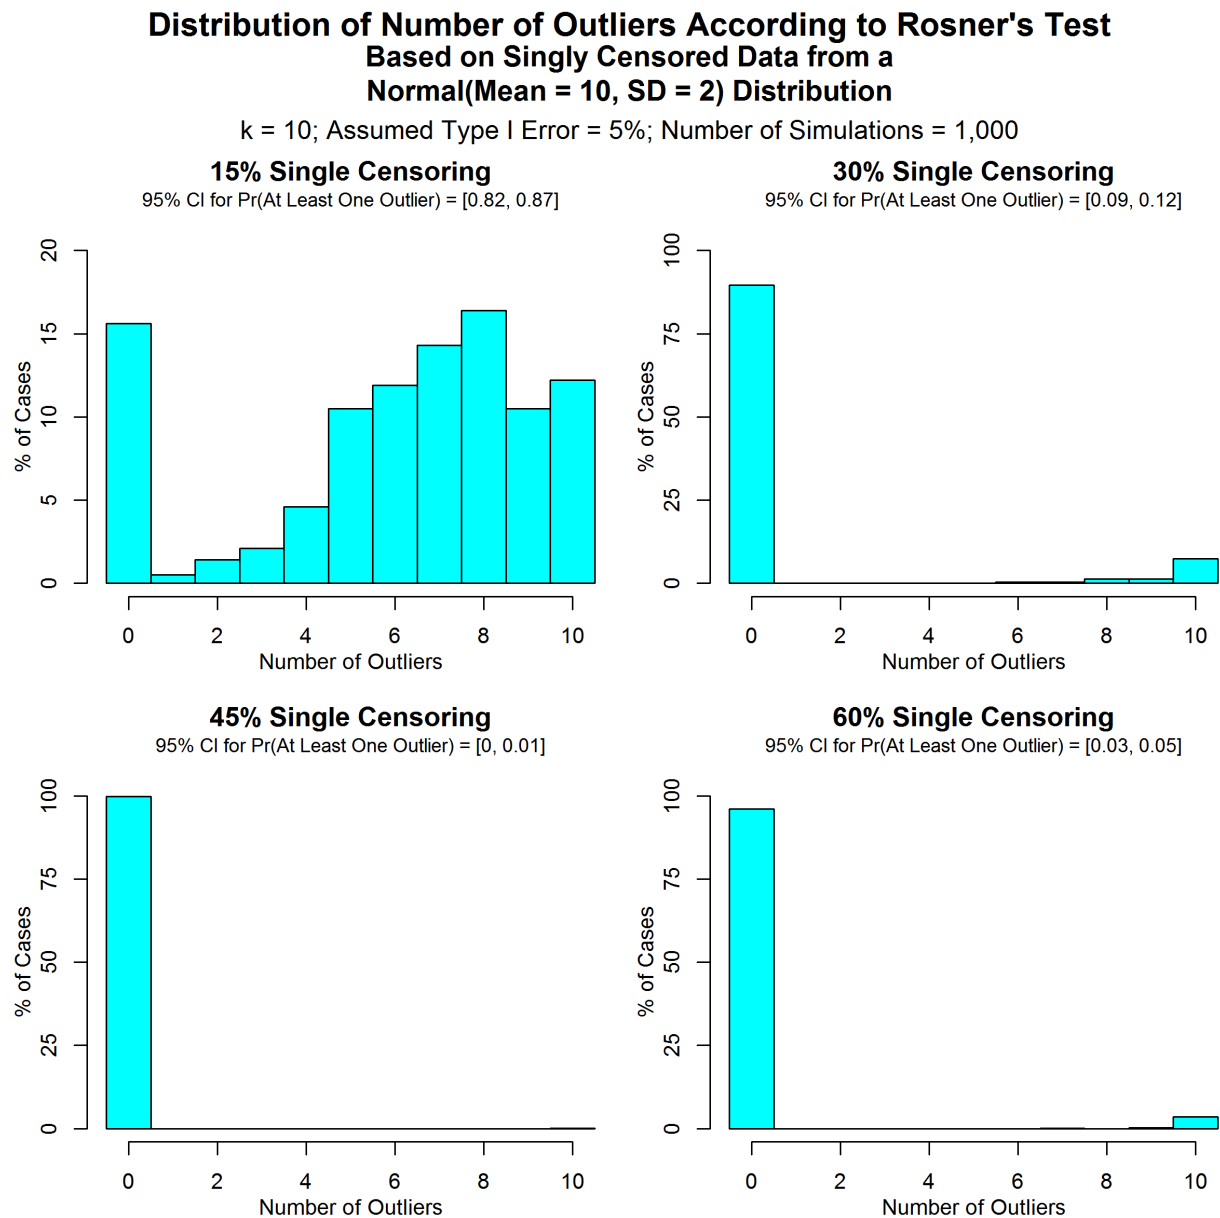 Distribution of Number of Outliers According to Rosner's Test
Based on Singly Censored Data from a
Normal(Mean = 10, SD = 2) Distribution
k = 10; Assumed Type I Error = 5%; Number of Simulations = 1,000
15% Single Censoring
95% CI for Pr(At Least One Outlier) = [0.82, 0.87]
% of Cases
20
15
10
5
0
0 2 4 6 8 10
Number of Outliers
30% Single Censoring
95% CI for Pr(At Least One Outlier) = [0.09, 0.12]
% of Cases
100
75
50
25
0
0 2 4 6 8 10
Number of Outliers
45% Single Censoring
95% CI for Pr(At Least One Outlier) = [0, 0.01]
% of Cases
100
75
50
25
0
0 2 4 6 8 10
Number of Outliers
60% Single Censoring
95% CI for Pr(At Least One Outlier) = [0.03, 0.05]
% of Cases
100
75
50
25
0
0 2 4 6 8 10
Number of Outliers